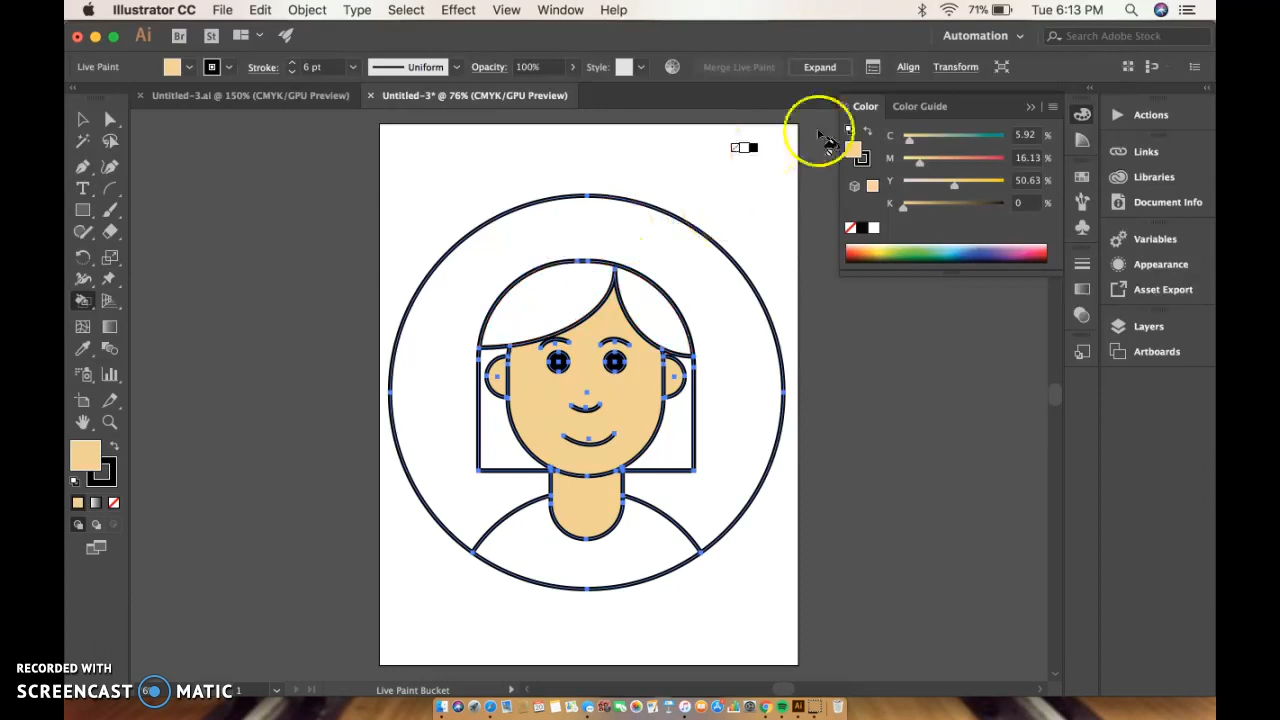 Illustrator CC File Edit Object Type Select Effect View Window Help 71% Tue 6:13 PM
Ai Br St Automation Search Adobe Stock
Live Paint Stroke: 6 pt Uniform Opacity: 100% Style: Merge Live Paint Expand Align Transform
× Untitled-3.ai @ 150% (CMYK/GPU Preview) × Untitled-3* @ 76% (CMYK/GPU Preview)
Color Color Guide
C 5.92 %
M 16.13 %
Y 50.63 %
K 0 %
Actions
Links
Libraries
Document Info
Variables
Appearance
Asset Export
Layers
Artboards
T
1 Live Paint Bucket
RECORDED WITH
SCREENCAST MATIC